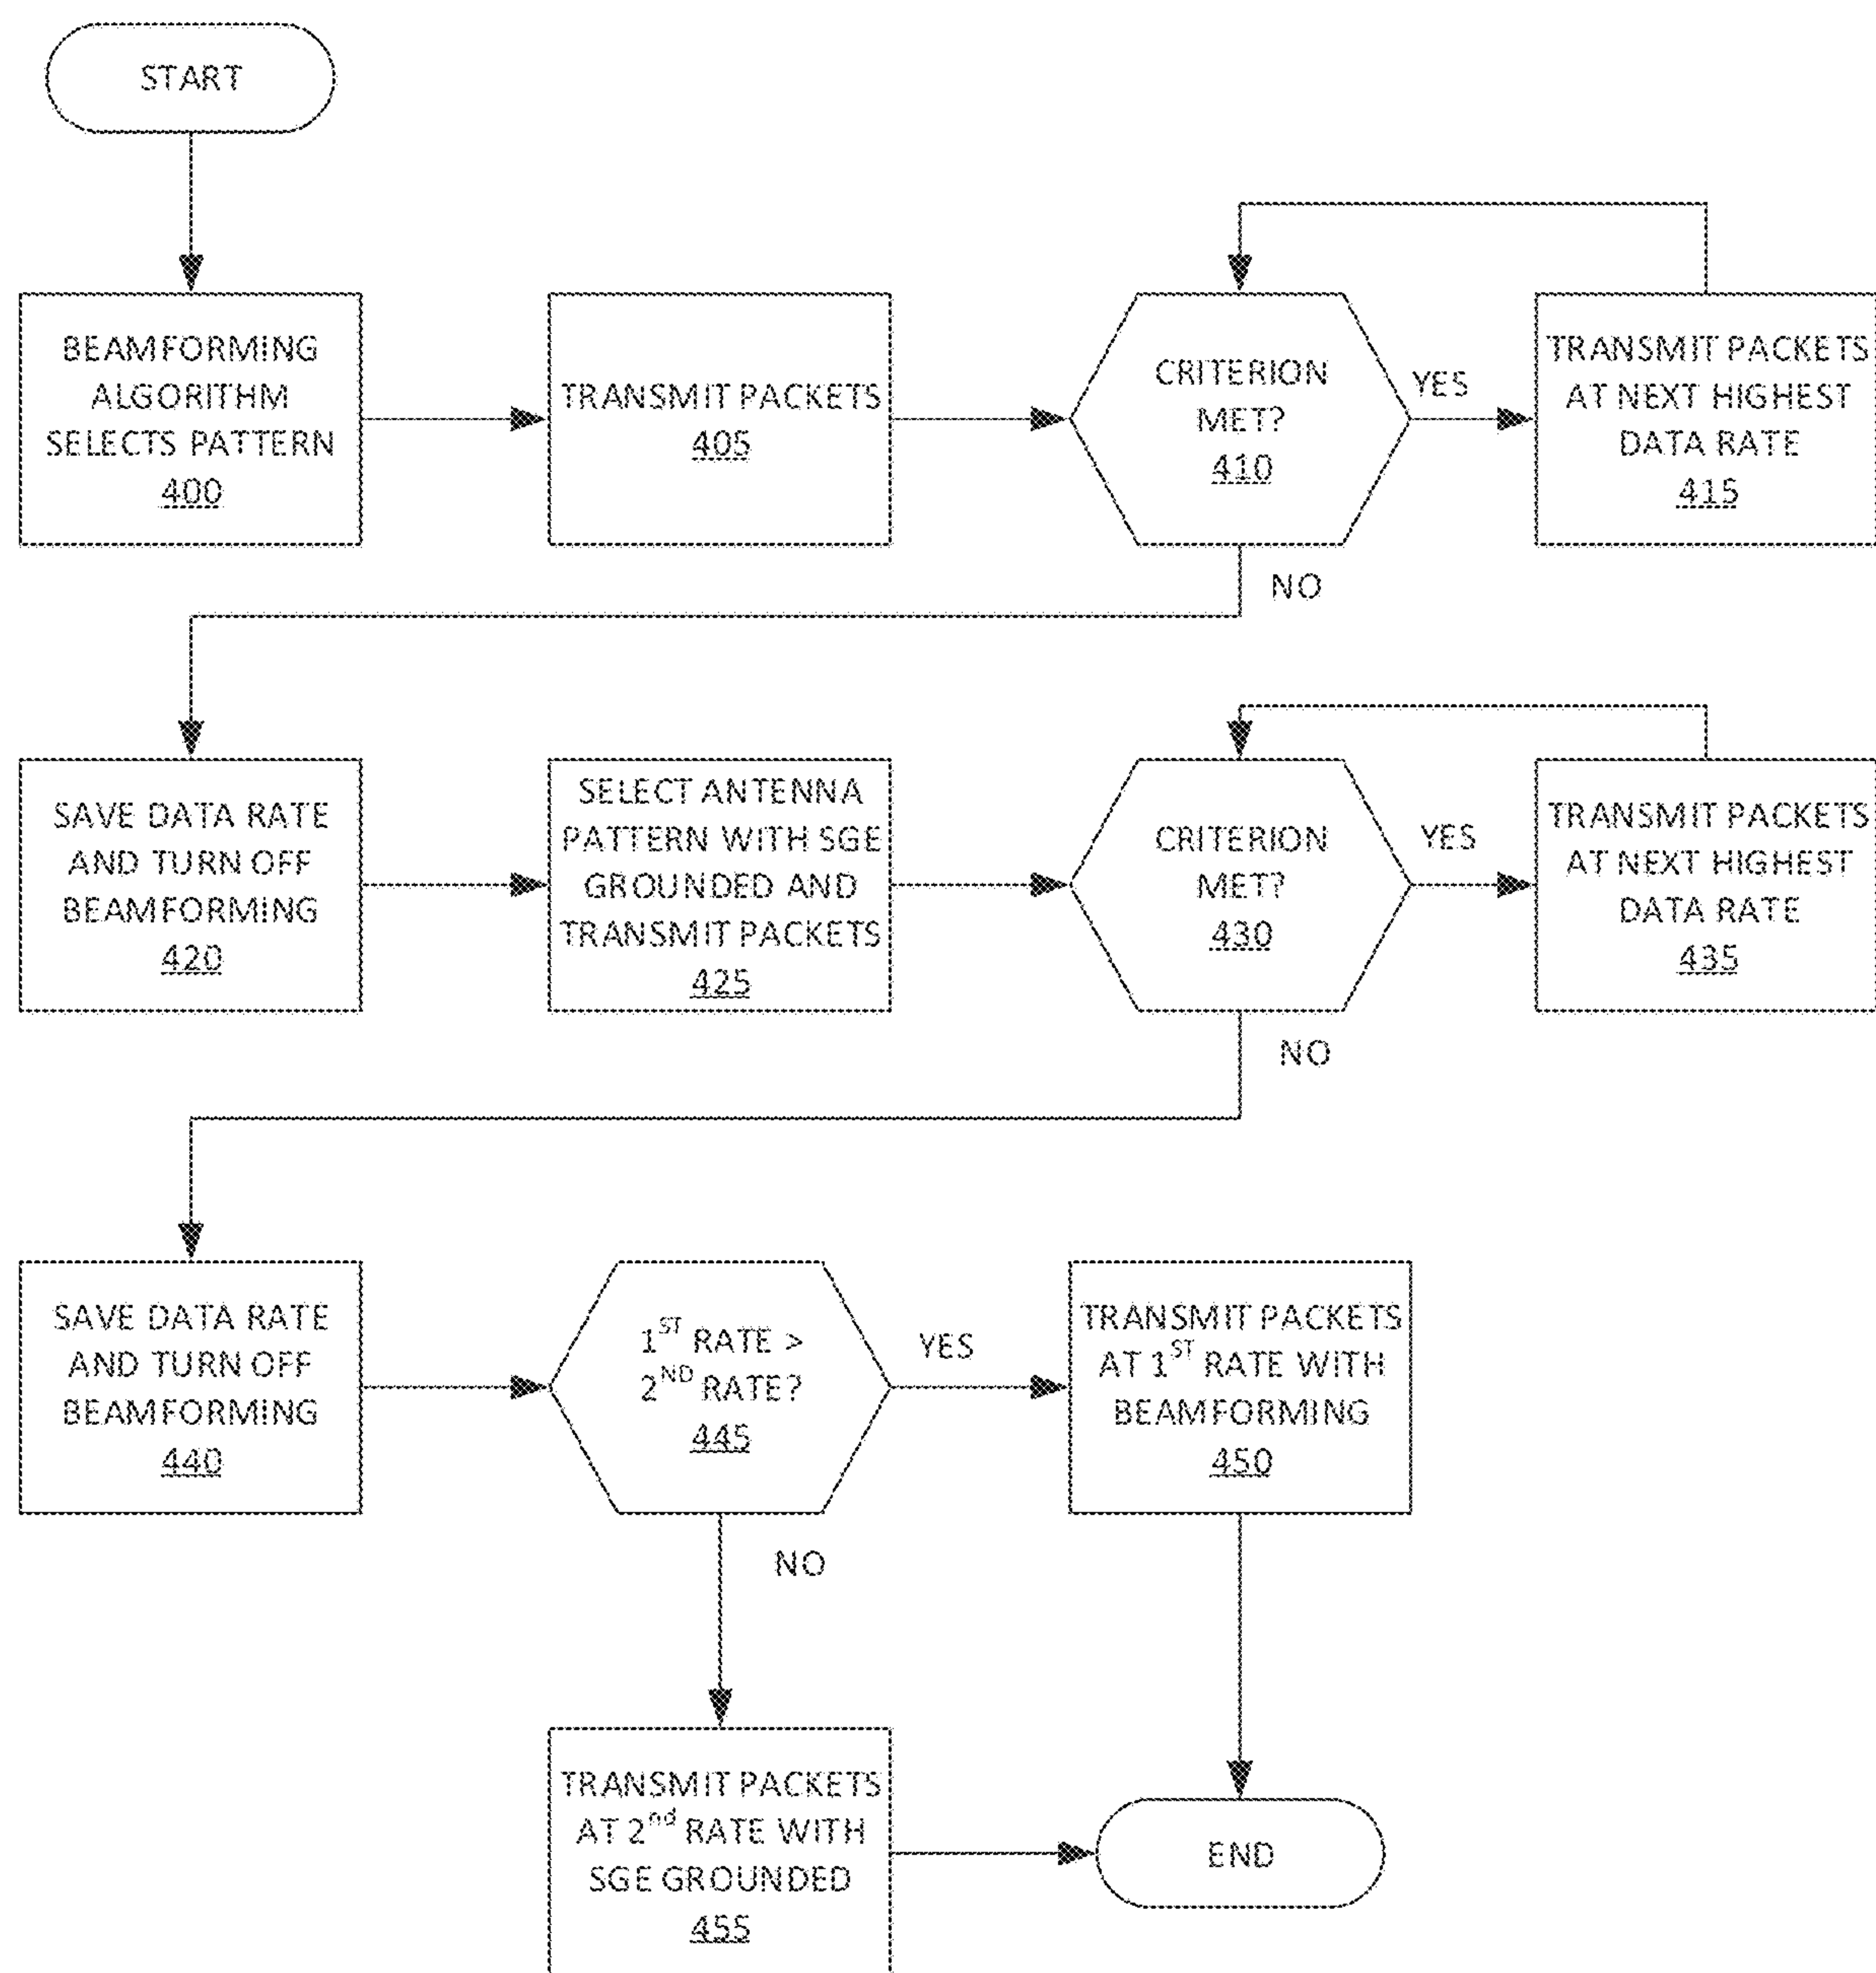 START
BEAMFORMING
ALGORITHM
SELECTS PATTERN
400
TRANSMIT PACKETS
405
CRITERION
MET?
410
YES
TRANSMIT PACKETS
AT NEXT HIGHEST
DATA RATE
415
NO
SAVE DATA RATE
AND TURN OFF
BEAMFORMING
420
SELECT ANTENNA
PATTERN WITH SGE
GROUNDED AND
TRANSMIT PACKETS
425
CRITERION
MET?
430
YES
TRANSMIT PACKETS
AT NEXT HIGHEST
DATA RATE
435
NO
SAVE DATA RATE
AND TURN OFF
BEAMFORMING
440
1ST RATE >
2ND RATE?
445
YES
TRANSMIT PACKETS
AT 1ST RATE WITH
BEAMFORMING
450
NO
TRANSMIT PACKETS
AT 2nd RATE WITH
SGE GROUNDED
455
END